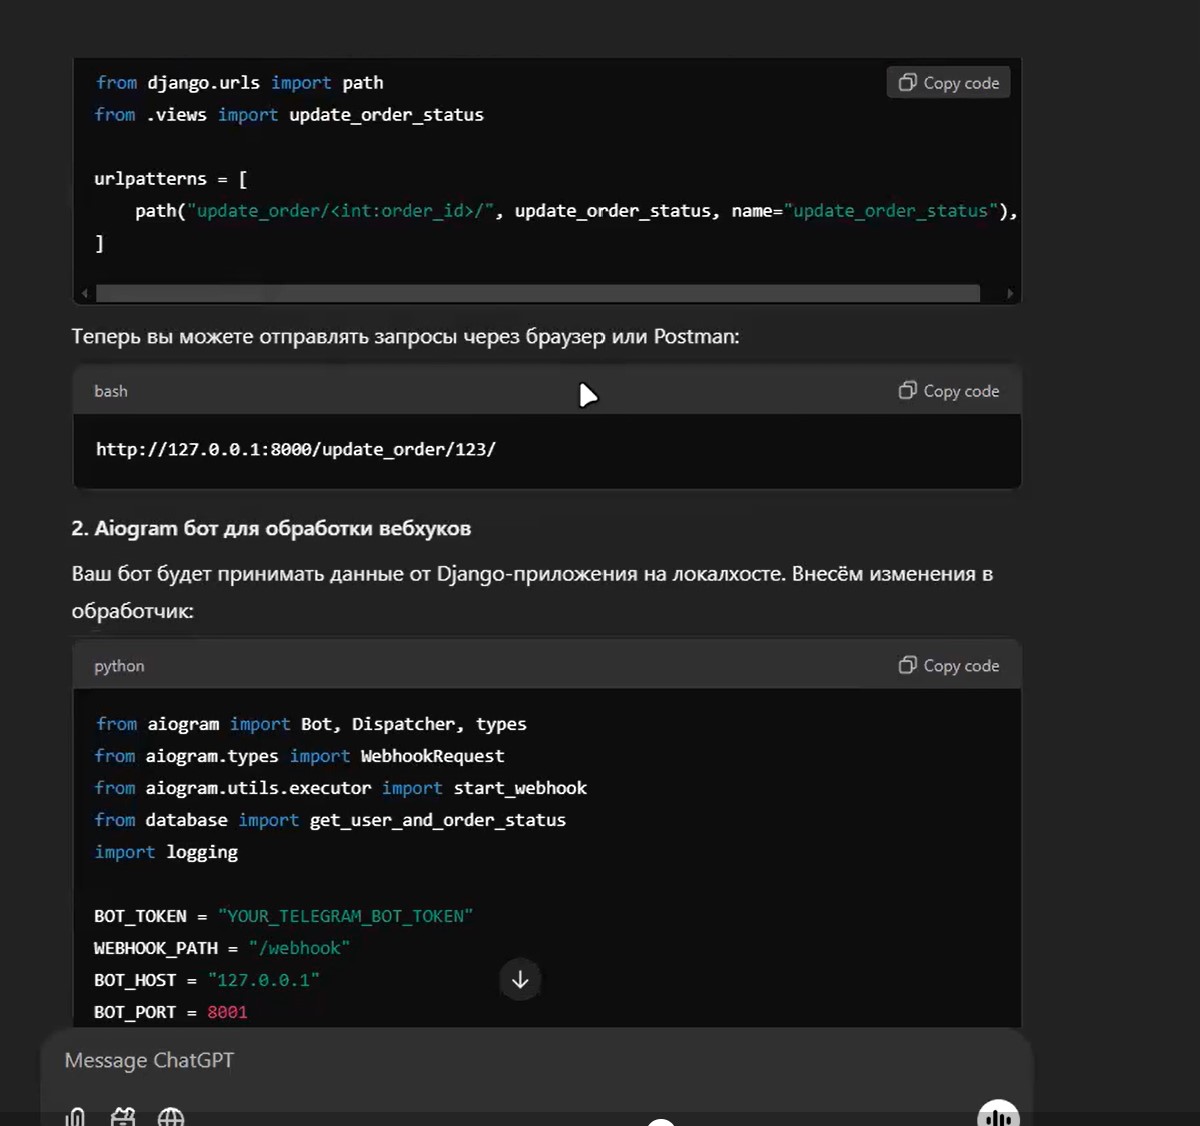 from django.urls import path
Copy code
from .views import update_order_status
urlpatterns = [
path("update_order/<int:order_id>/", update_order_status, name="update_order_status"),
]
Теперь вы можете отправлять запросы через браузер или Postman:
bash
Copy code
http://127.0.0.1:8000/update_order/123/
2. Aiogram бот для обработки вебхуков
Ваш бот будет принимать данные от Django-приложения на локалхосте. Внесём изменения в
обработчик:
python
Copy code
from aiogram import Bot, Dispatcher, types
from aiogram.types import WebhookRequest
from aiogram.utils.executor import start_webhook
from database import get_user_and_order_status
import logging
BOT_TOKEN = "YOUR_TELEGRAM_BOT_TOKEN"
WEBHOOK_PATH = "/webhook"
BOT_HOST = "127.0.0.1"
BOT_PORT = 8001
Message ChatGPT